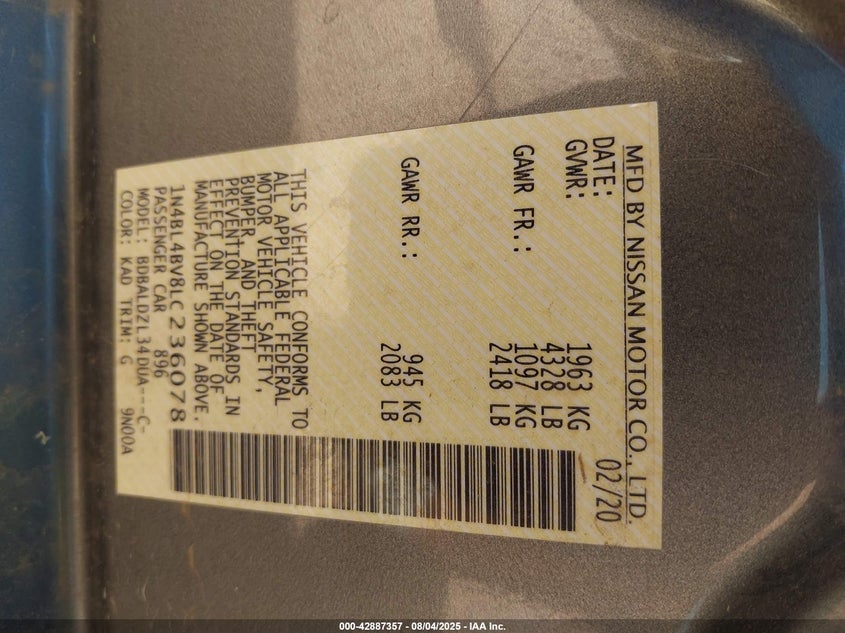 MFD BY NISSAN MOTOR CO., LTD.
DATE: 02/20
GVWR: 1963 KG
4328 LB
GAWR FR.: 1097 KG
2418 LB
GAWR RR.: 945 KG
2083 LB
THIS VEHICLE CONFORMS TO
ALL APPLICABLE FEDERAL
MOTOR VEHICLE SAFETY,
BUMPER, AND THEFT
PREVENTION STANDARDS IN
EFFECT ON THE DATE OF
MANUFACTURE SHOWN ABOVE.
1N4BL4BV8LC236078
PASSENGER CAR 896
MODEL: BDBALDZL34DUA---C-
COLOR: KAD TRIM: G 9N00A
000-42887357 - 08/04/2025 - IAA Inc.